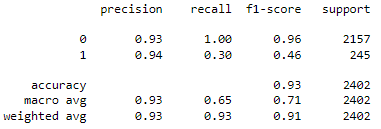 precision recall f1-score support
0 0.93 1.00 0.96 2157
1 0.94 0.30 0.46 245
accuracy 0.93 2402
macro avg 0.93 0.65 0.71 2402
weighted avg 0.93 0.93 0.91 2402